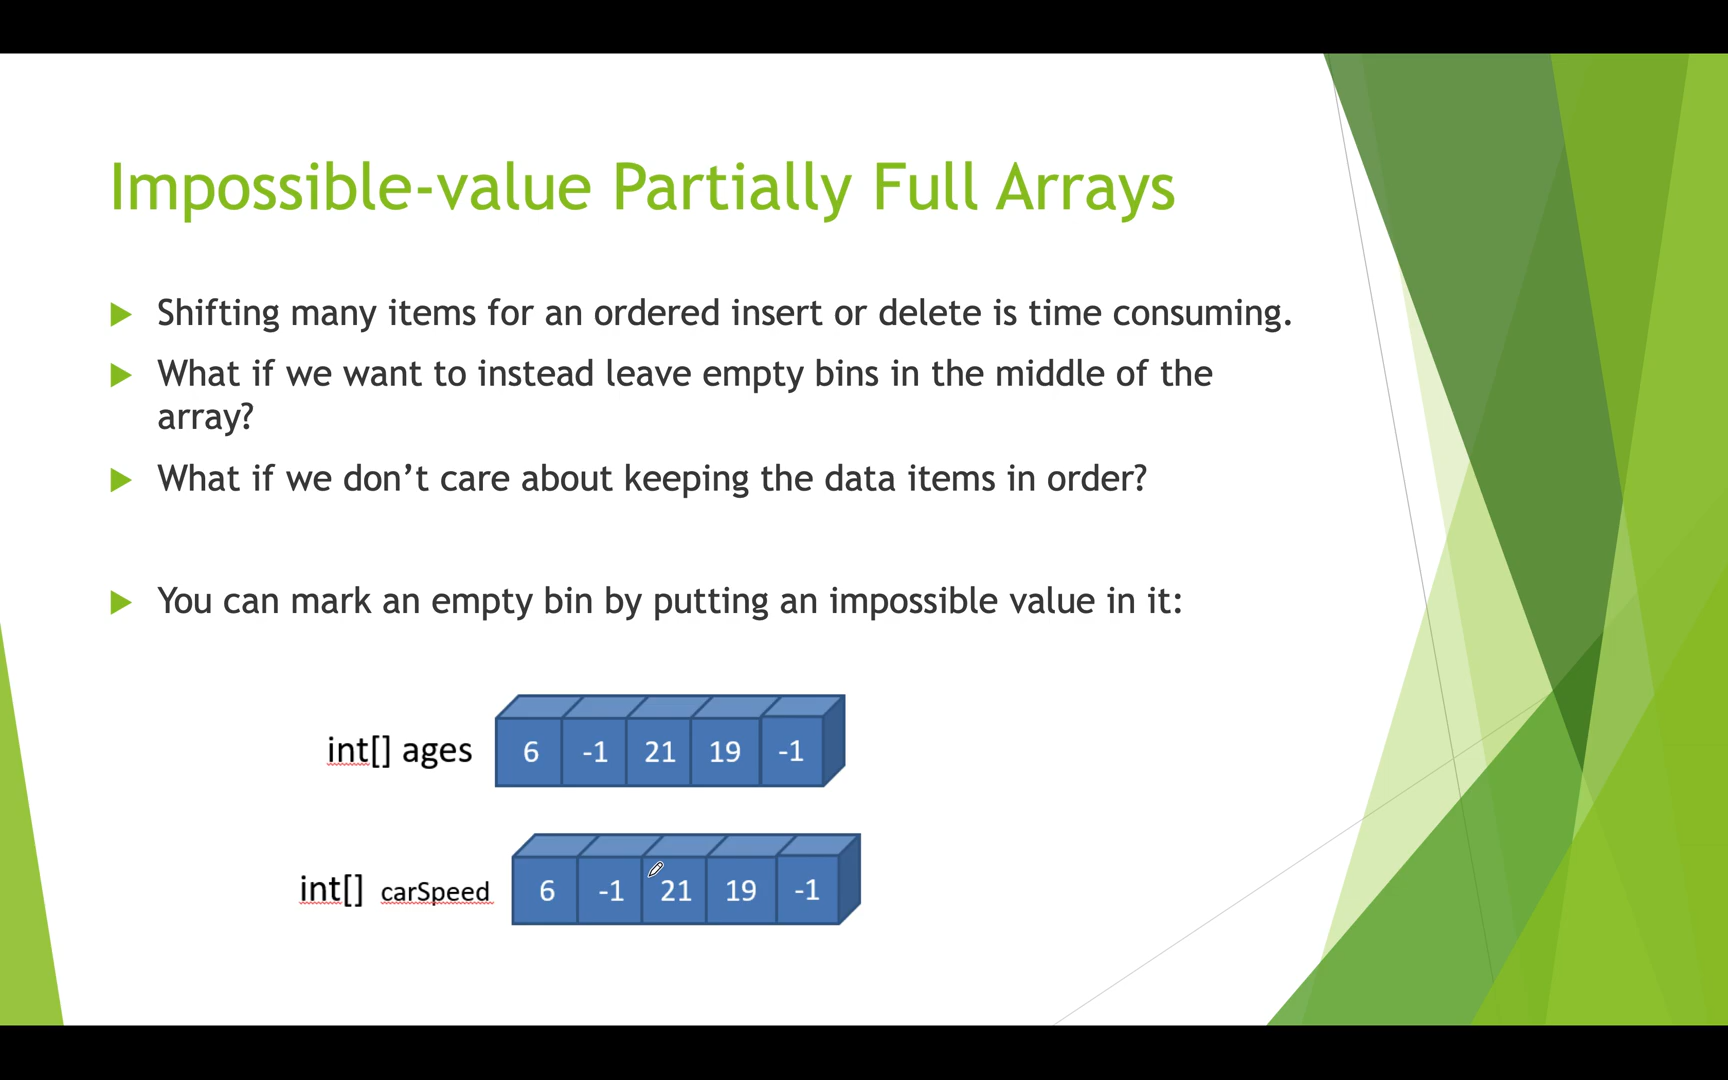 Impossible-value Partially Full Arrays
Shifting many items for an ordered insert or delete is time consuming.
What if we want to instead leave empty bins in the middle of the
array?
What if we don’t care about keeping the data items in order?
You can mark an empty bin by putting an impossible value in it:
int[] ages 6 -1 21 19 -1
int[] carSpeed 6 -1 21 19 -1